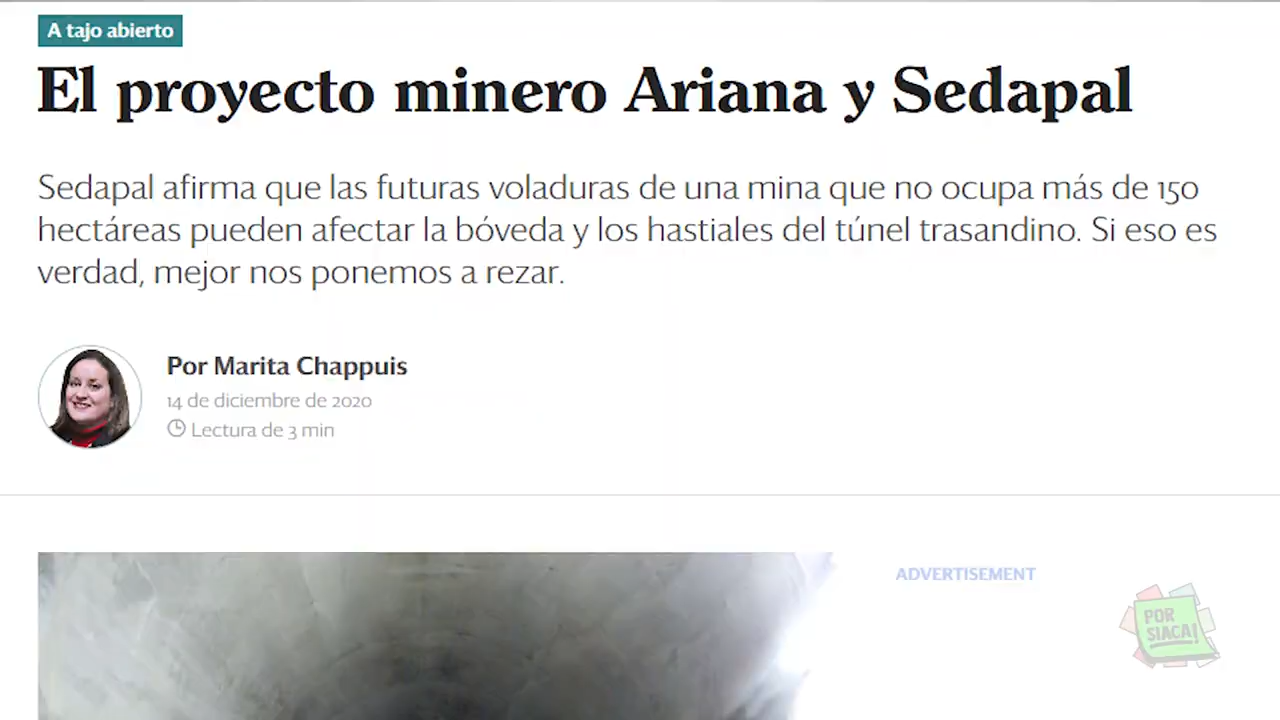 A tajo abierto
El proyecto minero Ariana y Sedapal
Sedapal afirma que las futuras voladuras de una mina que no ocupa más de 150
hectáreas pueden afectar la bóveda y los hastiales del túnel trasandino. Si eso es
verdad, mejor nos ponemos a rezar.
Por Marita Chappuis
14 de diciembre de 2020
Lectura de 3 min
ADVERTISEMENT
POR
SIACA!